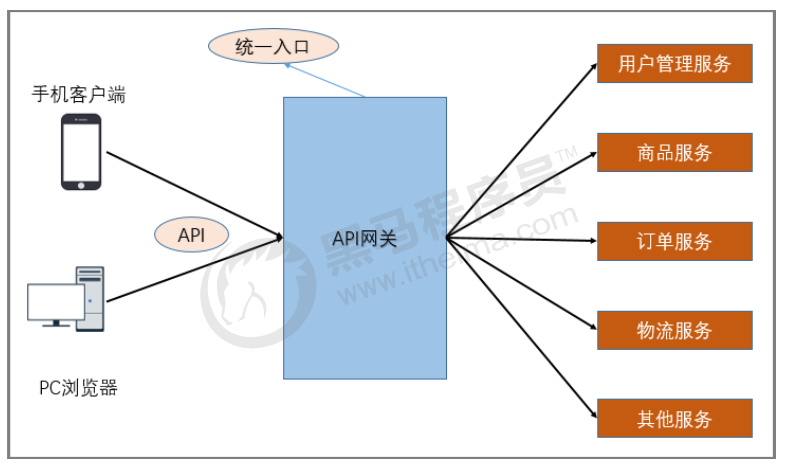 统一入口
手机客户端
API
PC浏览器
API网关
用户管理服务
商品服务
订单服务
物流服务
其他服务
黑马程序员™
www.itheima.com